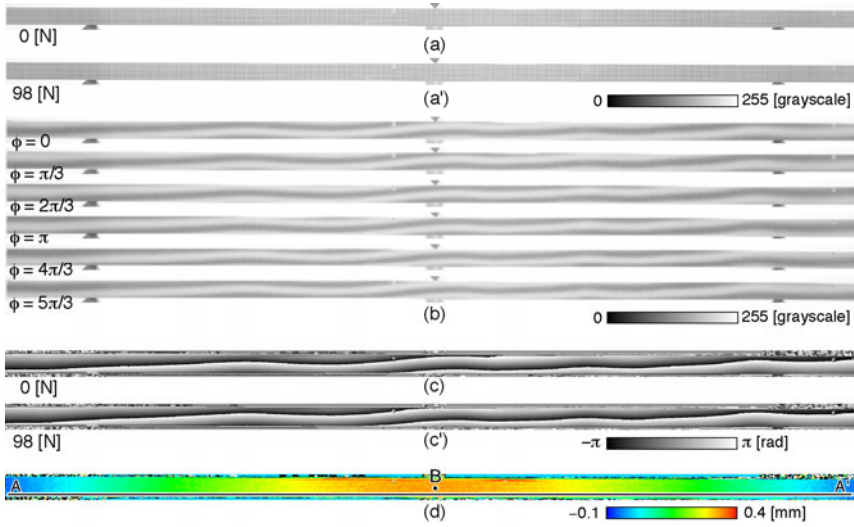 0 [N]
(a)
98 [N]
(a')
0 255 [grayscale]
ϕ = 0
ϕ = π/3
ϕ = 2π/3
ϕ = π
ϕ = 4π/3
ϕ = 5π/3
(b)
0 255 [grayscale]
0 [N]
(c)
98 [N]
(c')
−π π [rad]
A B A'
(d)
−0.1 0.4 [mm]